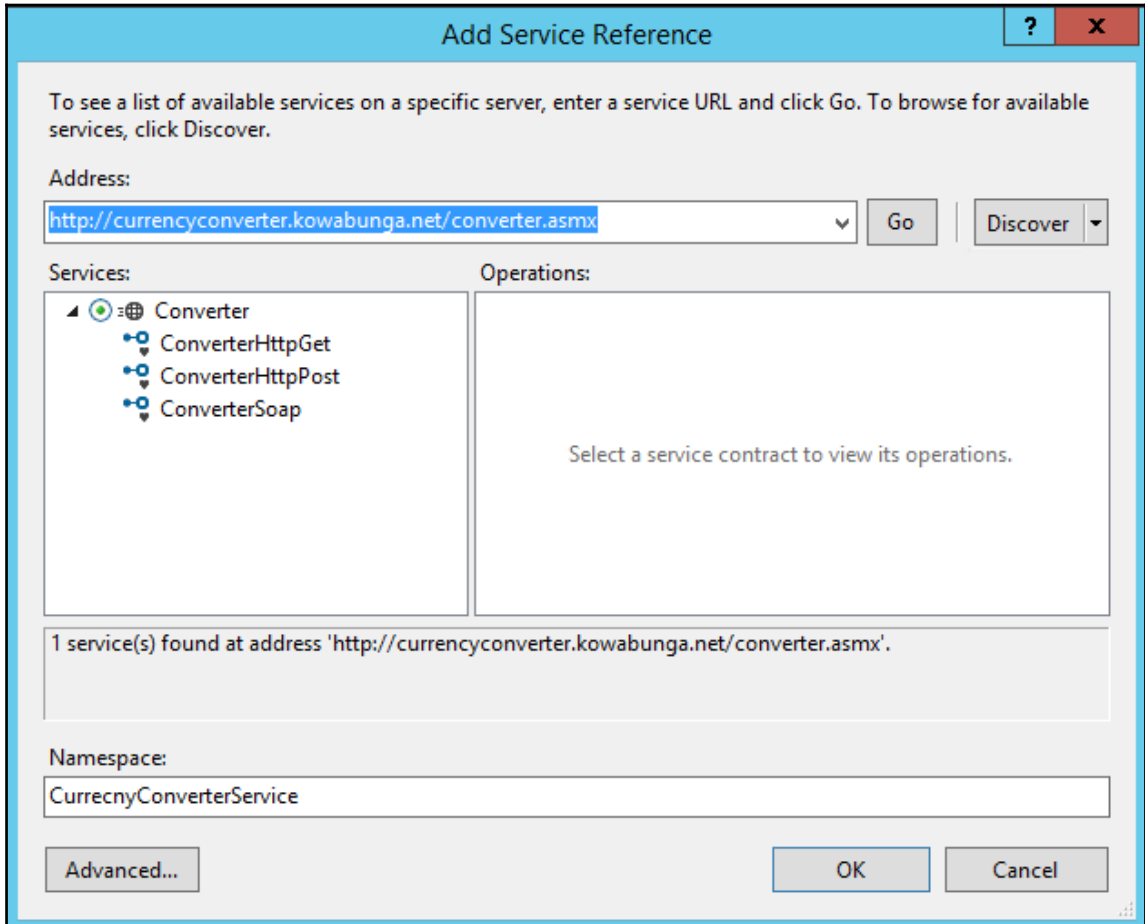 Add Service Reference
?
x
To see a list of available services on a specific server, enter a service URL and click Go. To browse for available
services, click Discover.
Address:
http://currencyconverter.kowabunga.net/converter.asmx
Go
Discover
Services:
Operations:
Converter
ConverterHttpGet
ConverterHttpPost
ConverterSoap
Select a service contract to view its operations.
1 service(s) found at address 'http://currencyconverter.kowabunga.net/converter.asmx'.
Namespace:
CurrecnyConverterService
Advanced...
OK
Cancel